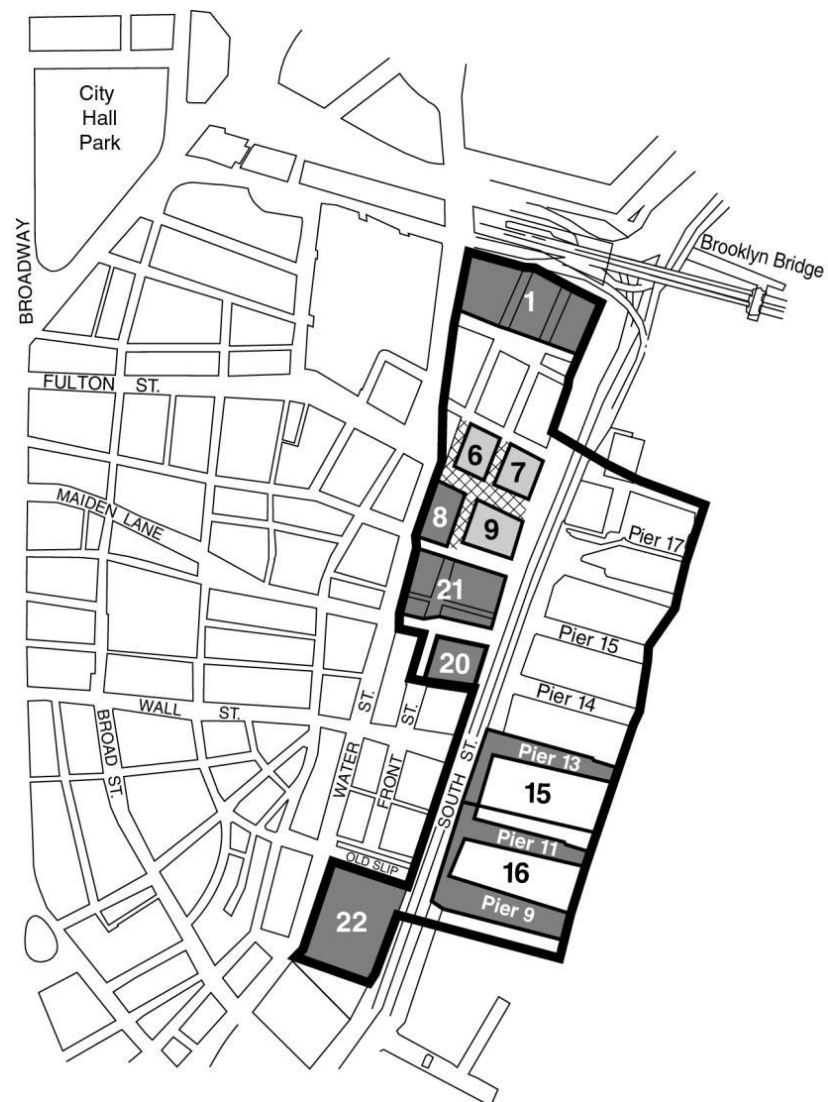 City
Hall
Park
BROADWAY
Brooklyn Bridge
1
FULTON ST.
6
7
MAIDEN LANE
8
9
Pier 17
21
Pier 15
20
WALL ST.
BROAD ST.
WATER ST.
FRONT ST.
SOUTH ST.
Pier 14
Pier 13
15
Pier 11
16
OLD SLIP
Pier 9
22